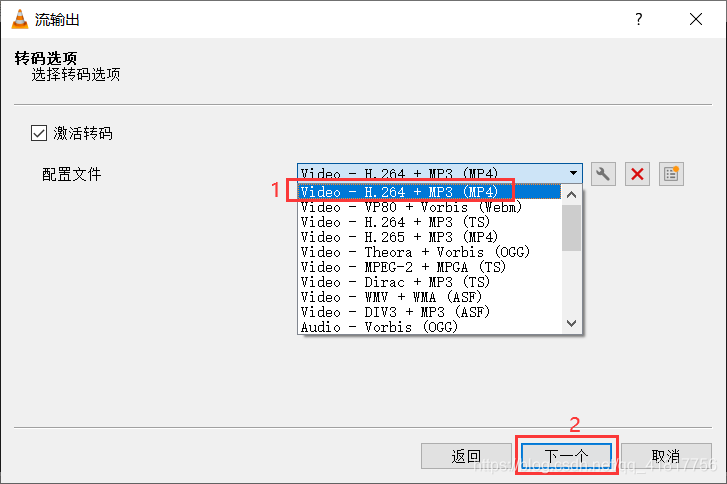 流输出
?
转码选项
选择转码选项
激活转码
配置文件
Video - H.264 + MP3 (MP4)
1
Video - H.264 + MP3 (MP4)
Video - VP80 + Vorbis (Webm)
Video - H.264 + MP3 (TS)
Video - H.265 + MP3 (MP4)
Video - Theora + Vorbis (OGG)
Video - MPEG-2 + MPGA (TS)
Video - Dirac + MP3 (TS)
Video - WMV + WMA (ASF)
Video - DIV3 + MP3 (ASF)
Audio - Vorbis (OGG)
2
返回 下一个 取消
https://blog.csdn.net/qq_41817756